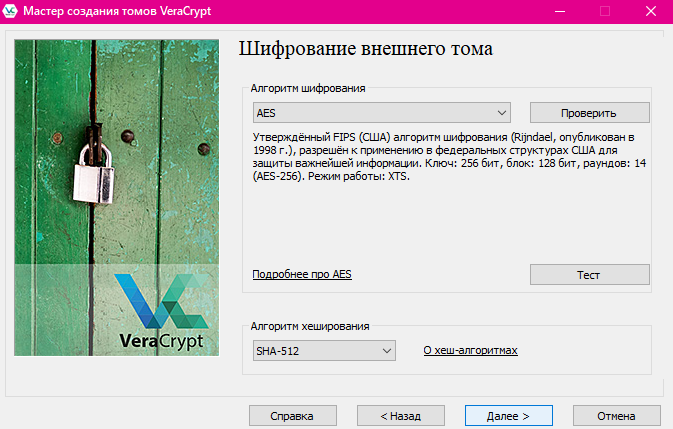 Мастер создания томов VeraCrypt
Шифрование внешнего тома
Алгоритм шифрования
AES
Проверить
Утверждённый FIPS (США) алгоритм шифрования (Rijndael, опубликован в
1998 г.), разрешён к применению в федеральных структурах США для
защиты важнейшей информации. Ключ: 256 бит, блок: 128 бит, раундов: 14
(AES-256). Режим работы: XTS.
Подробнее про AES
Тест
VeraCrypt
Алгоритм хеширования
SHA-512
О хеш-алгоритмах
Справка
< Назад
Далее >
Отмена